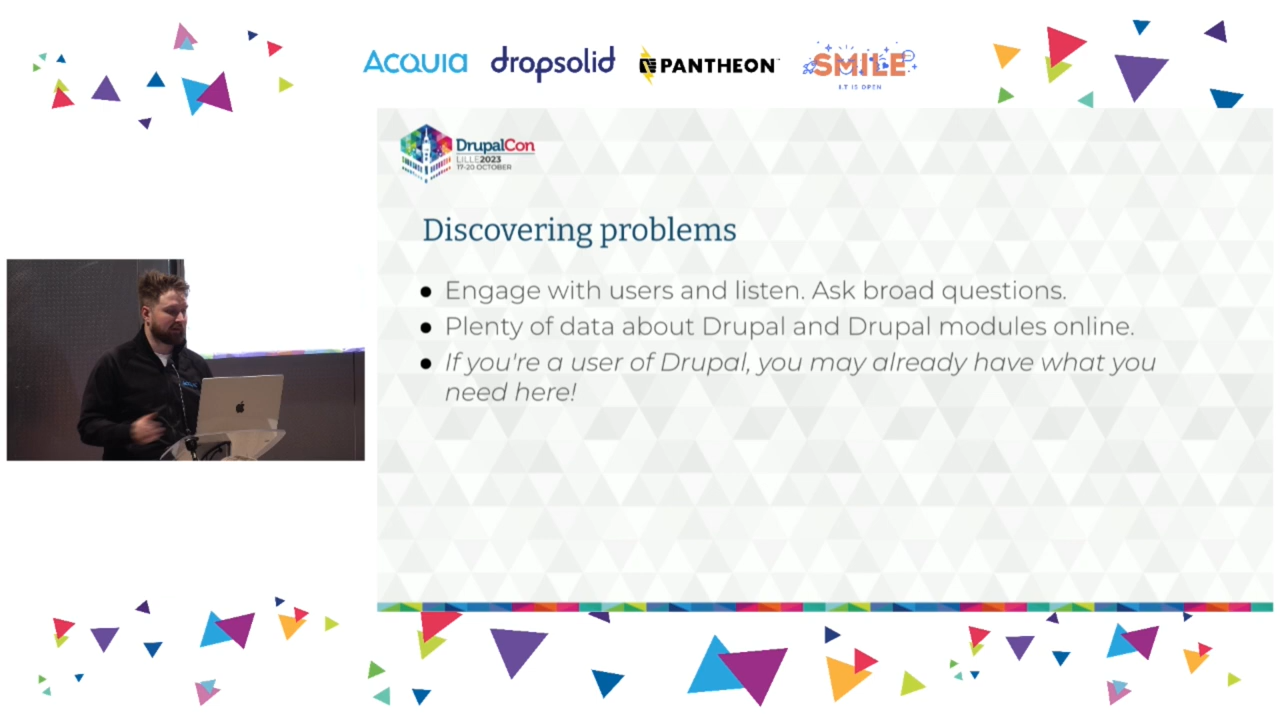 ACQUIA dropsolid PANTHEON SMILE
I.T IS OPEN
DrupalCon
LILLE2023
17-20 OCTOBER
Discovering problems
● Engage with users and listen. Ask broad questions.
● Plenty of data about Drupal and Drupal modules online.
● If you're a user of Drupal, you may already have what you
need here!